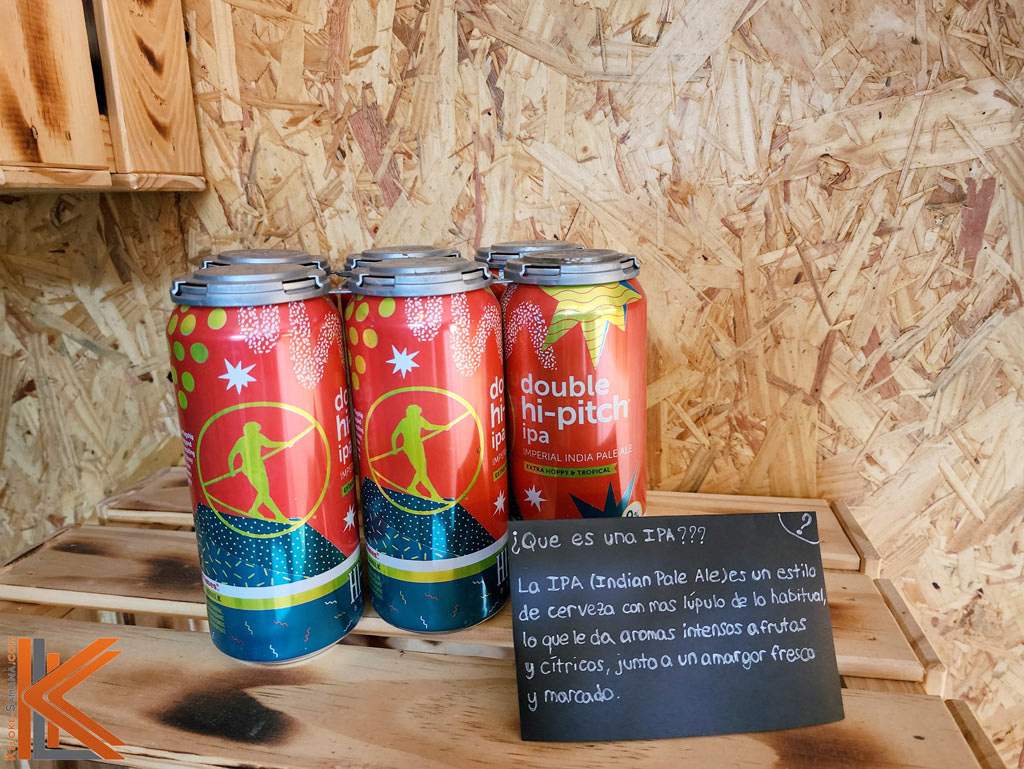 double
hi-pitch
ipa
IMPERIAL INDIA PALE ALE
EXTRA HOPPY & TROPICAL
¿Que es una IPA???
?
La IPA (Indian Pale Ale) es un estilo
de cerveza con mas lúpulo de lo habitual,
lo que le da aromas intensos a frutas
y cítricos, junto a un amargor fresco
y marcado.